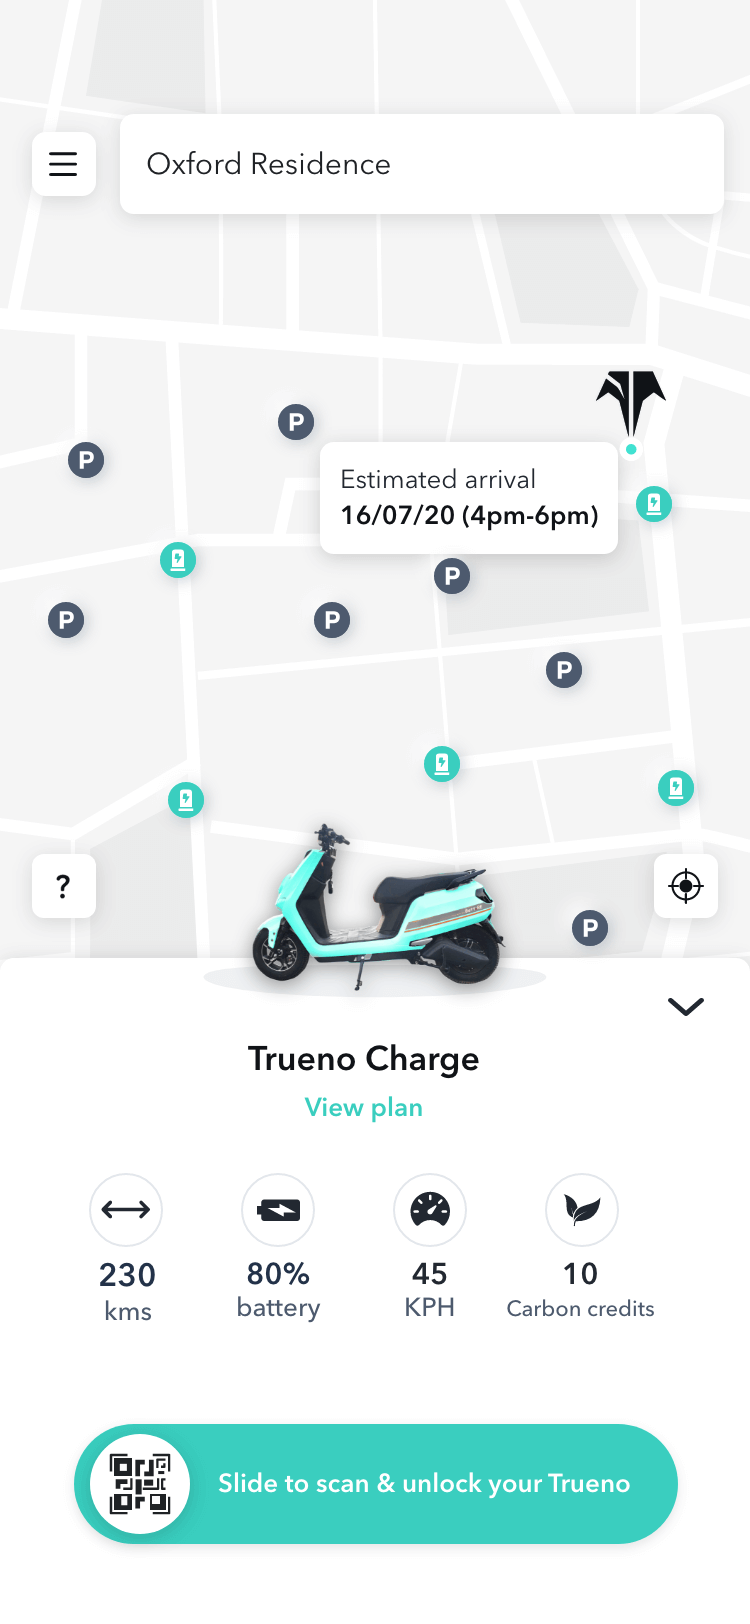 Oxford Residence
P
P
Estimated arrival
16/07/20 (4pm-6pm)
P
P
P
P
?
P
Trueno Charge
View plan
230
kms
80%
battery
45
KPH
10
Carbon credits
Slide to scan & unlock your Trueno